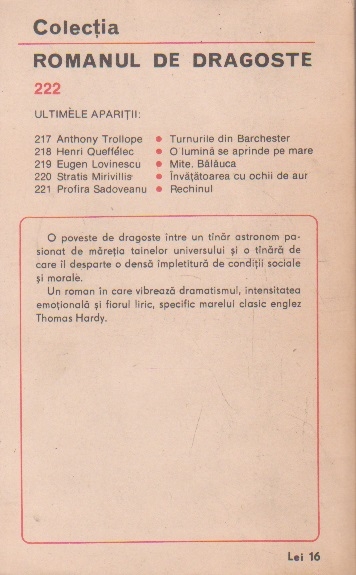 Colecția
ROMANUL DE DRAGOSTE
222
ULTIMELE APARIȚII:
217 Anthony Trollope ● Turnurile din Barchester
218 Henri Queffélec ● O lumină se aprinde pe mare
219 Eugen Lovinescu ● Mite. Bălăuca
220 Stratis Mirivillis ● Învățătoarea cu ochii de aur
221 Profira Sadoveanu ● Rechinul
O poveste de dragoste între un tînăr astronom pa-
sionat de măreția tainelor universului și o tînără de
care îl desparte o densă împletitură de condiții sociale
și morale.
Un roman în care vibrează dramatismul, intensitatea
emoțională și fiorul liric, specific marelui clasic englez
Thomas Hardy.
Lei 16